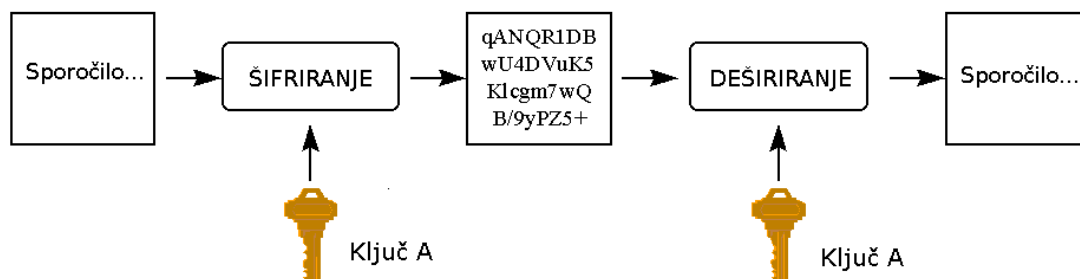 Sporočilo...
ŠIFRIRANJE
qANQR1DB
wU4DVuK5
Klcgm7wQ
B/9yPZ5+
DEŠIRIRANJE
Sporočilo...
Ključ A
Ključ A